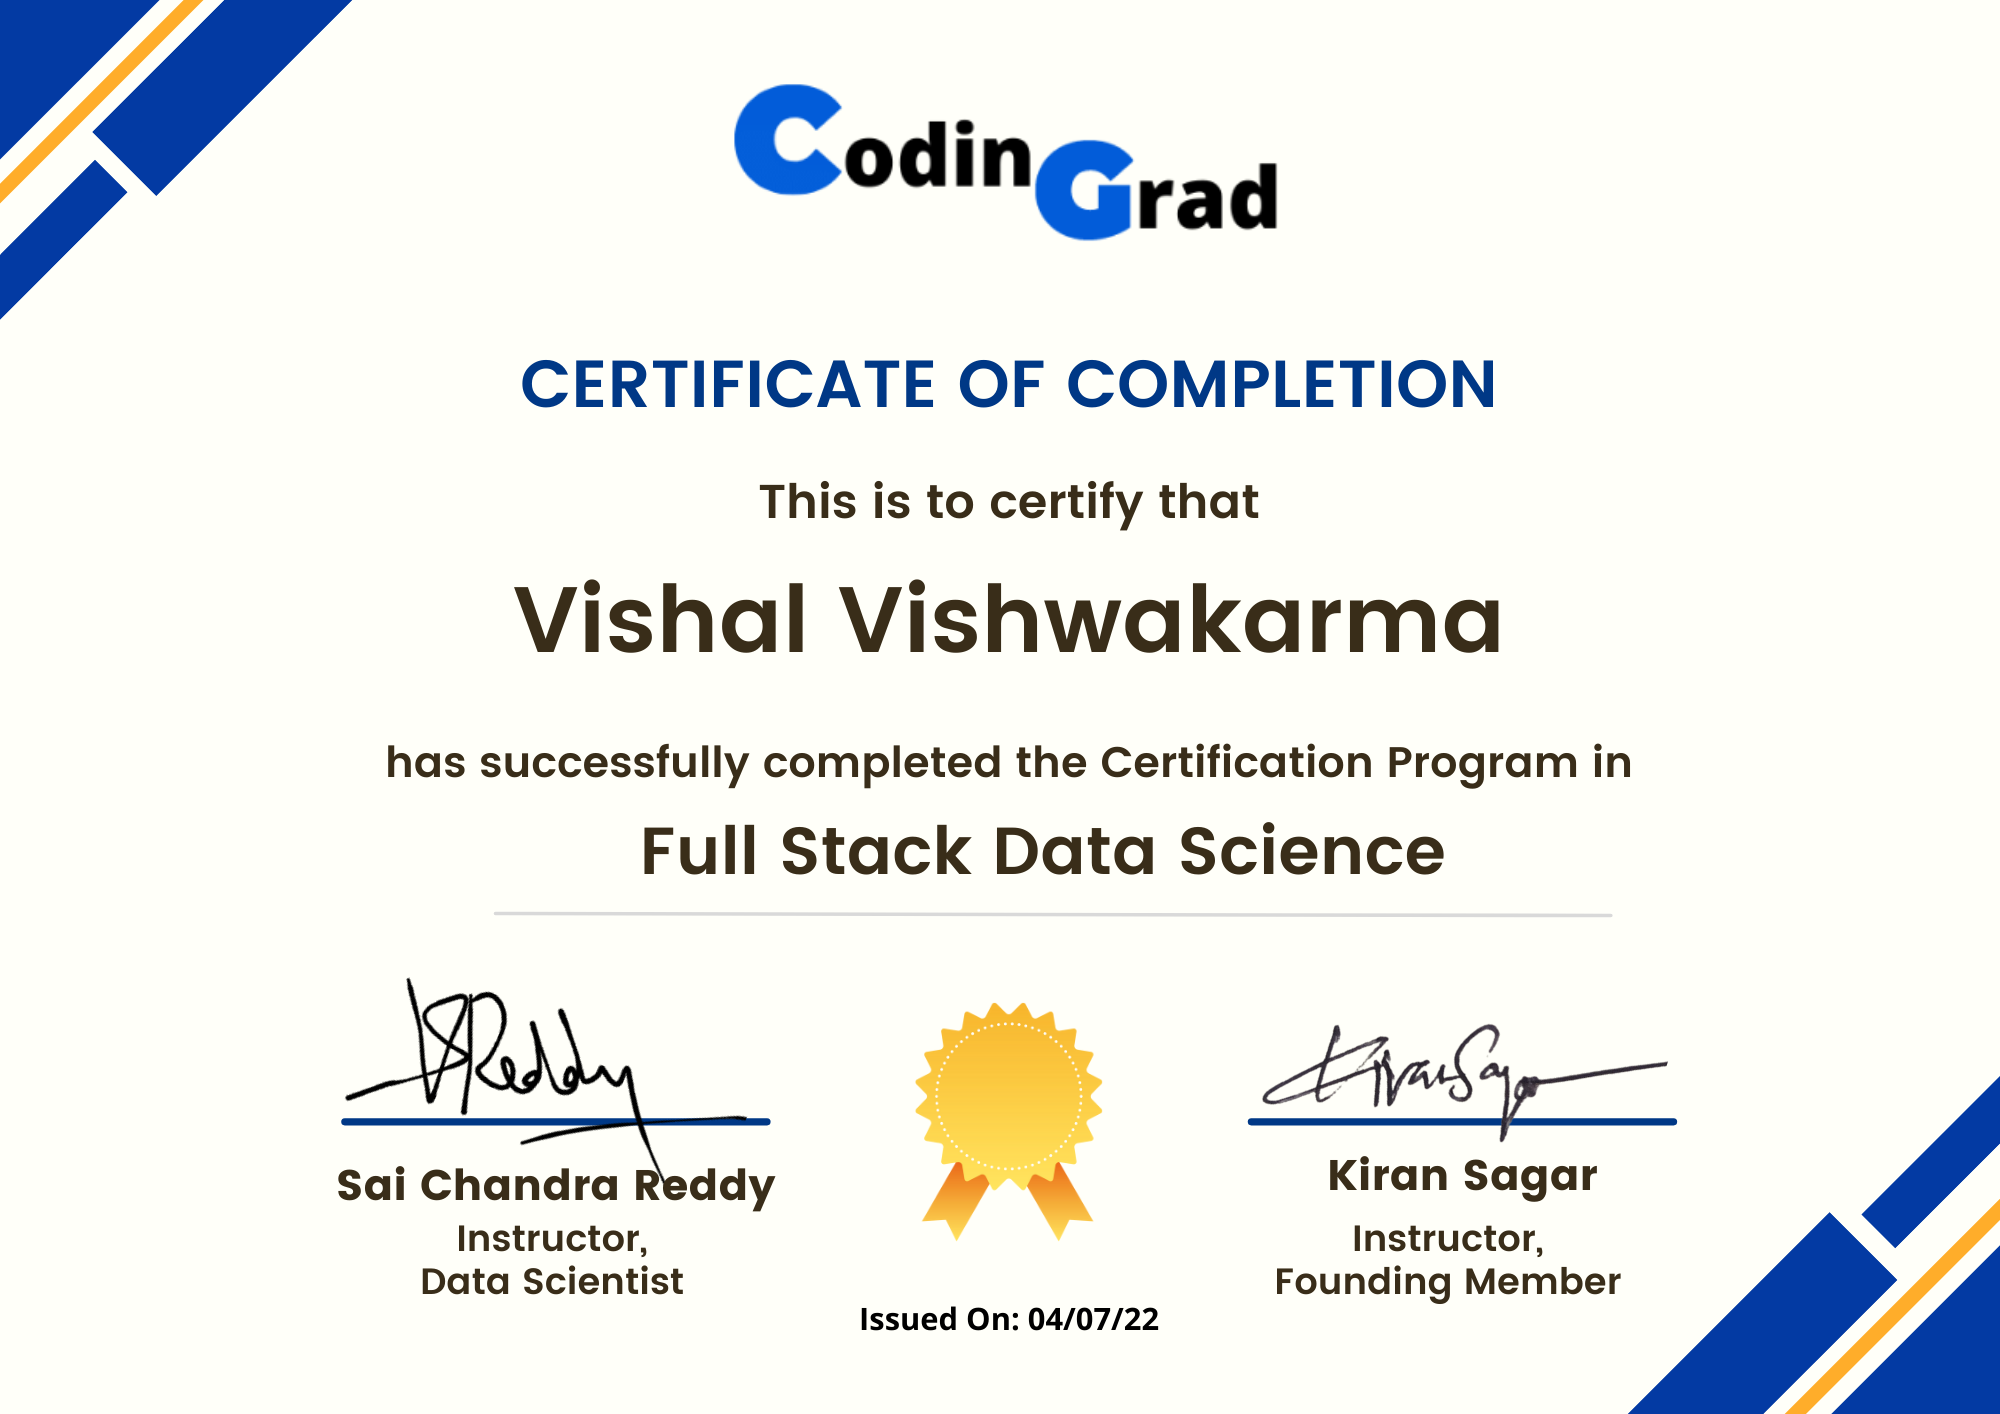 CodinGrad
CERTIFICATE OF COMPLETION
This is to certify that
Vishal Vishwakarma
has successfully completed the Certification Program in
Full Stack Data Science
Sai Chandra Reddy
Instructor,
Data Scientist
Kiran Sagar
Instructor,
Founding Member
Issued On: 04/07/22